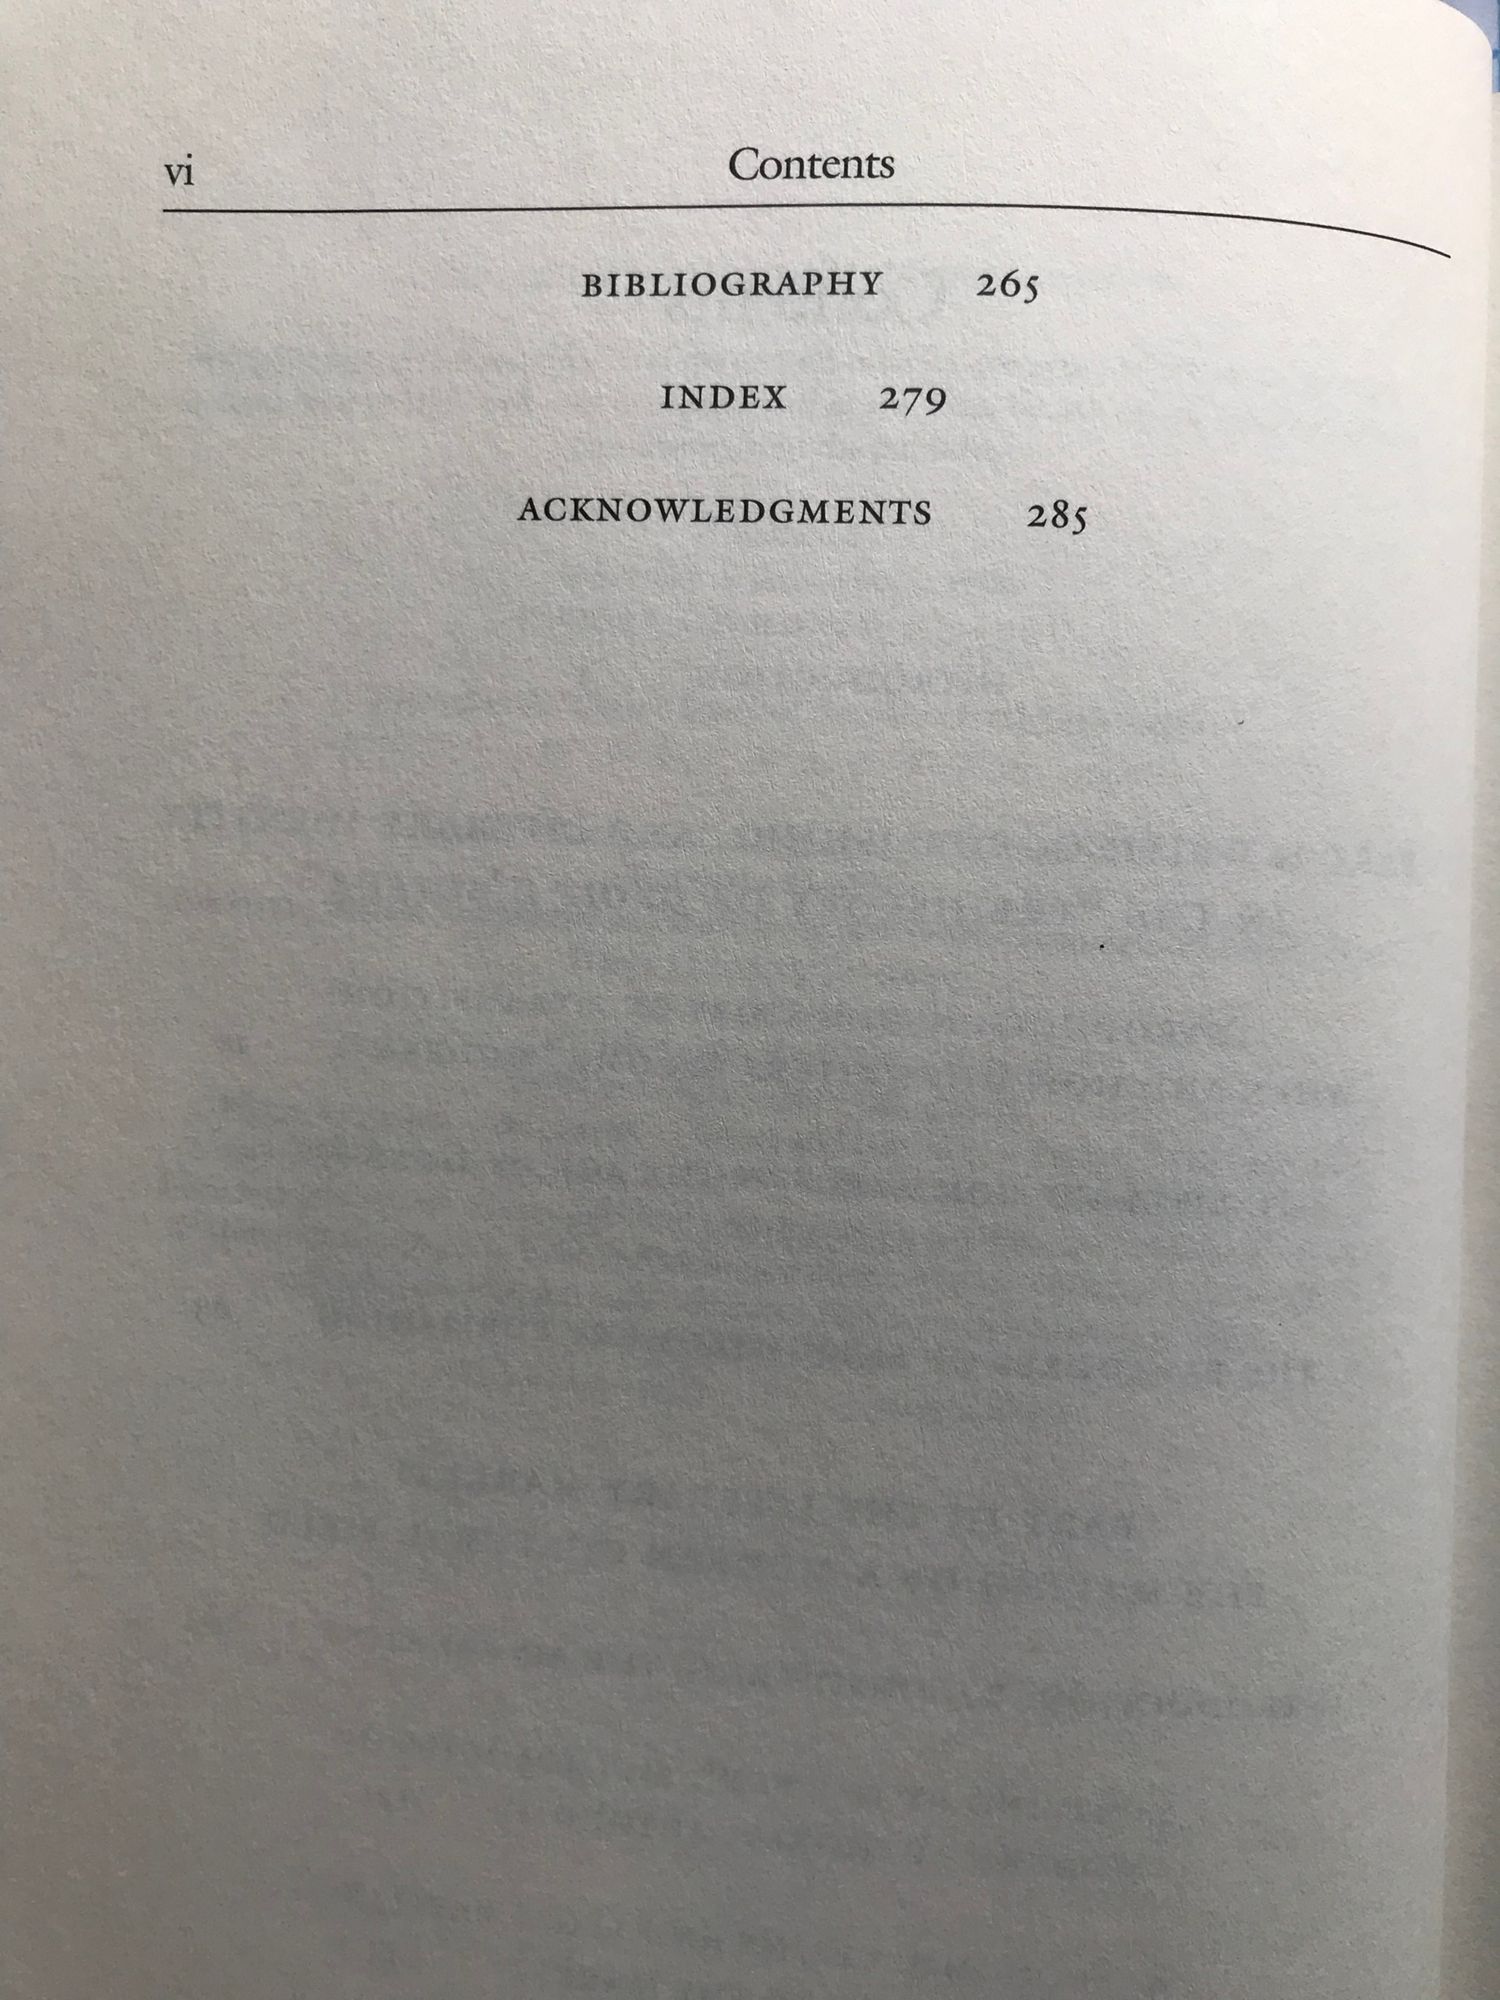 vi Contents
BIBLIOGRAPHY 265
INDEX 279
ACKNOWLEDGMENTS 285